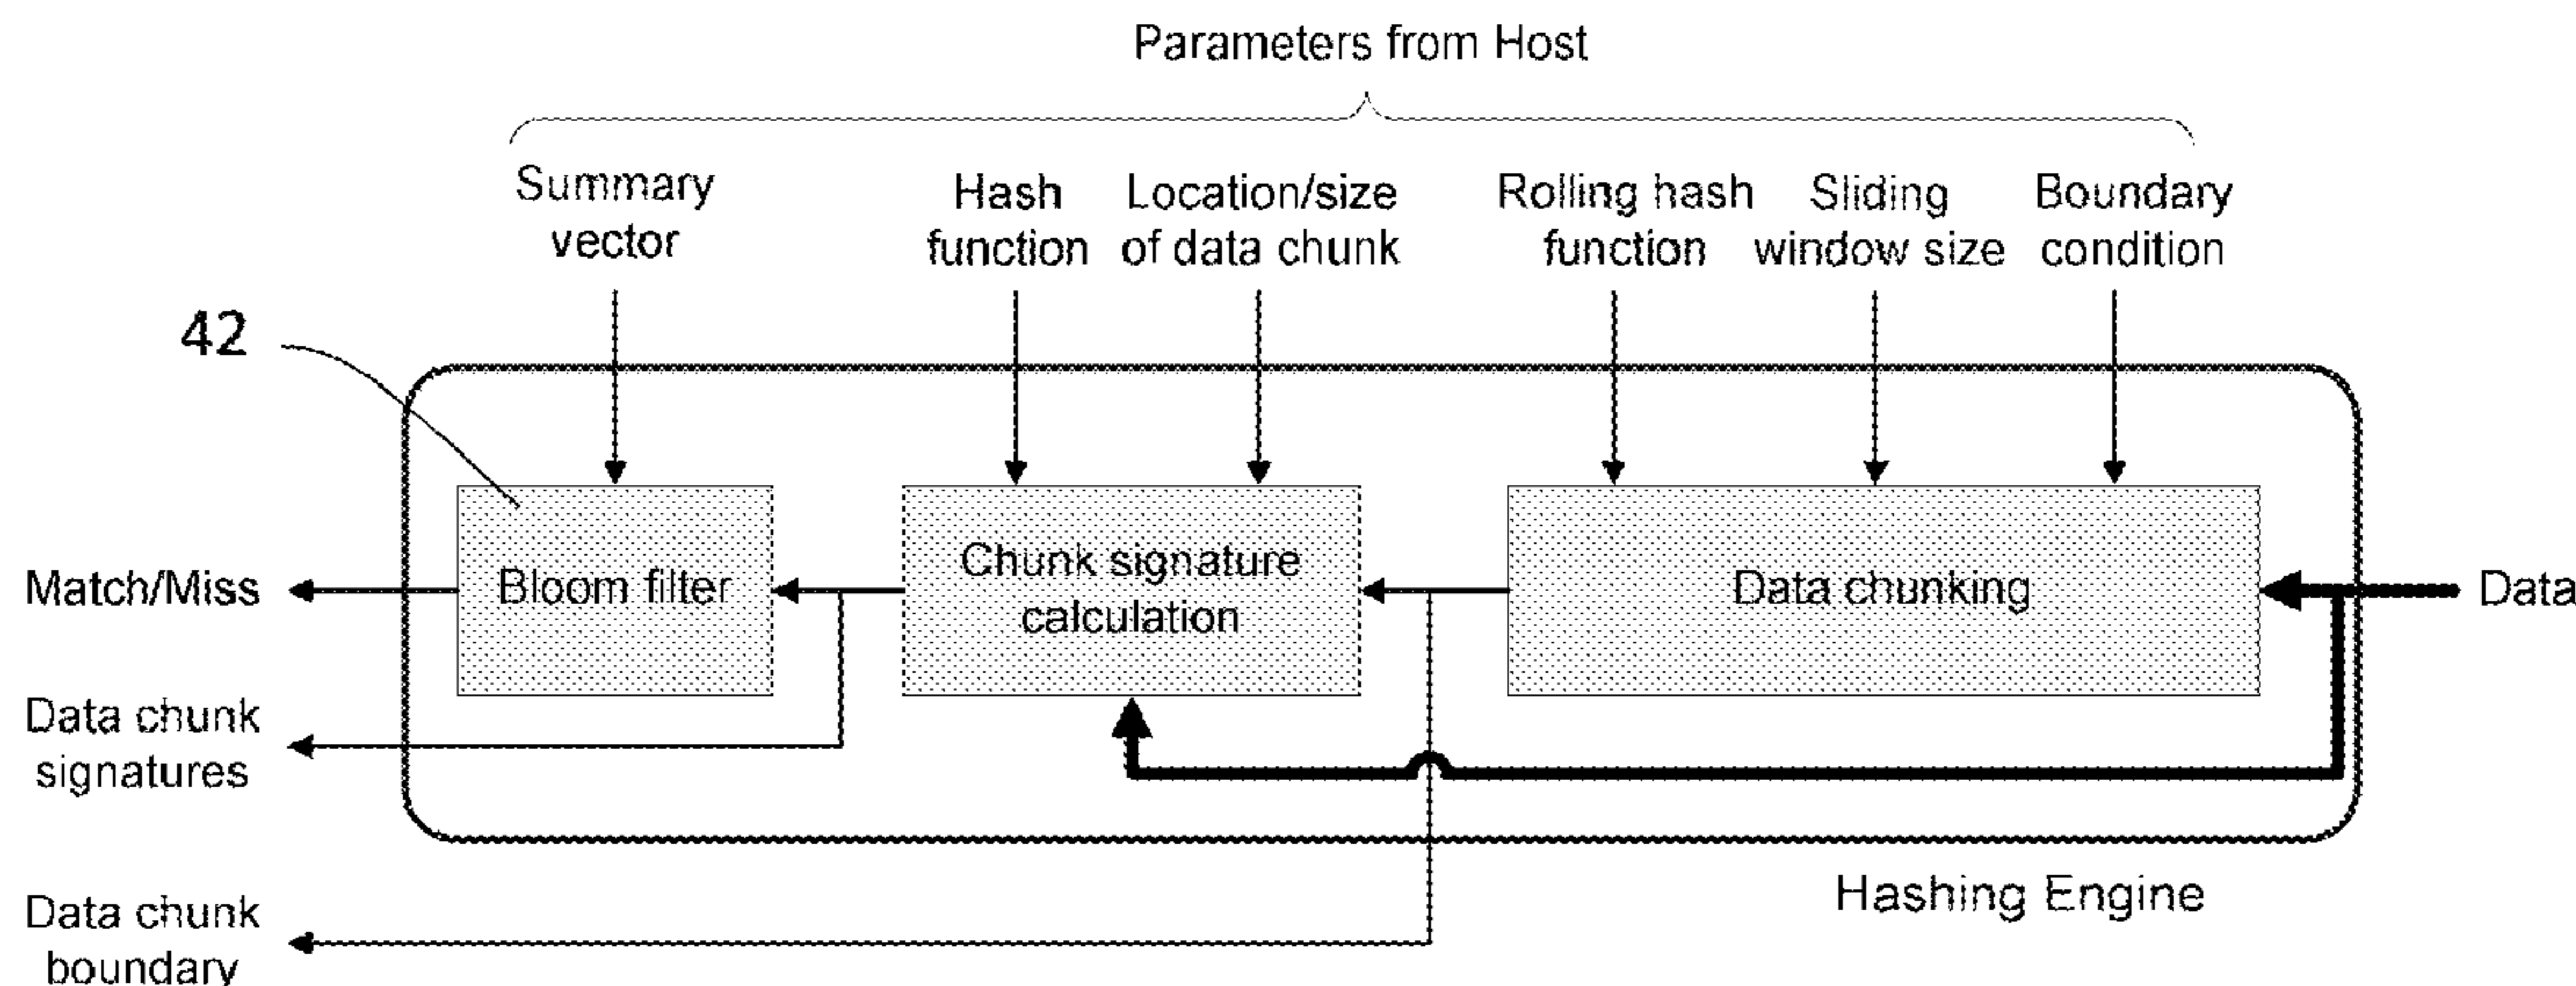 Parameters from Host
Summary
vector
Hash
function
Location/size
of data chunk
Rolling hash
function
Sliding
window size
Boundary
condition
42
Match/Miss
Bloom filter
Chunk signature
calculation
Data chunking
Data
Data chunk
signatures
Hashing Engine
Data chunk
boundary